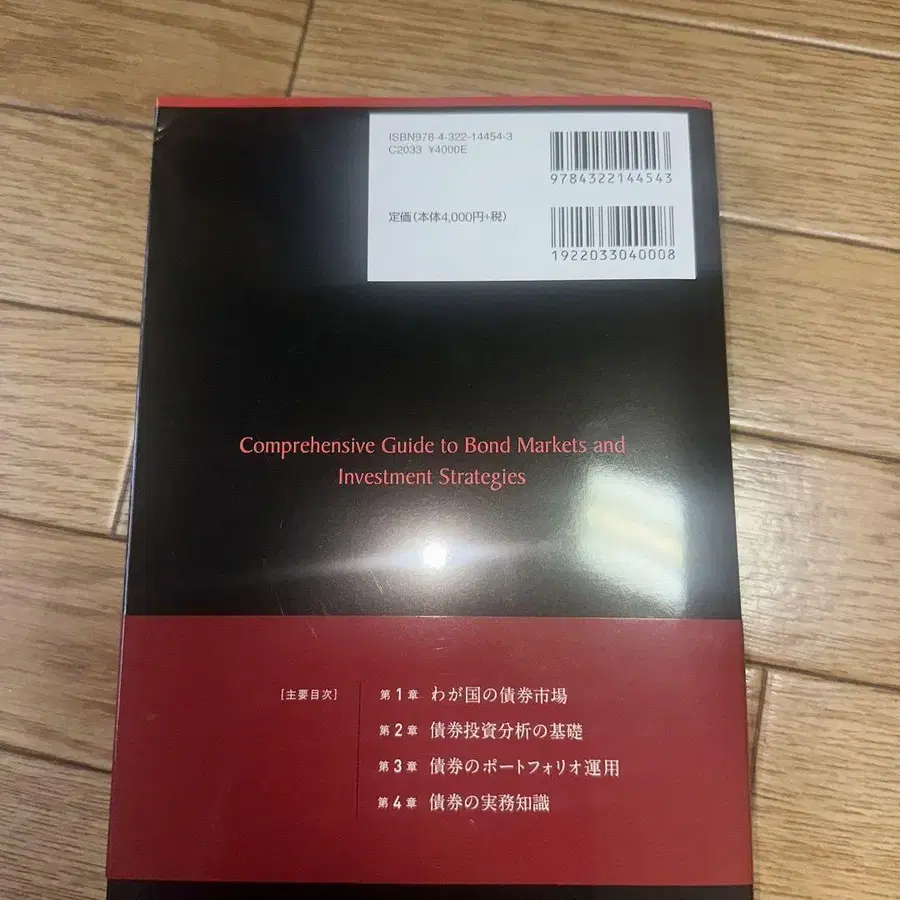 ISBN978-4-322-14454-3
C2033 ¥4000E
9784322144543
定価(本体4,000円+税)
1922033040008
Comprehensive Guide to Bond Markets and
Investment Strategies
[主要目次]
第1章 わが国の債券市場
第2章 債券投資分析の基礎
第3章 債券のポートフォリオ運用
第4章 債券の実務知識